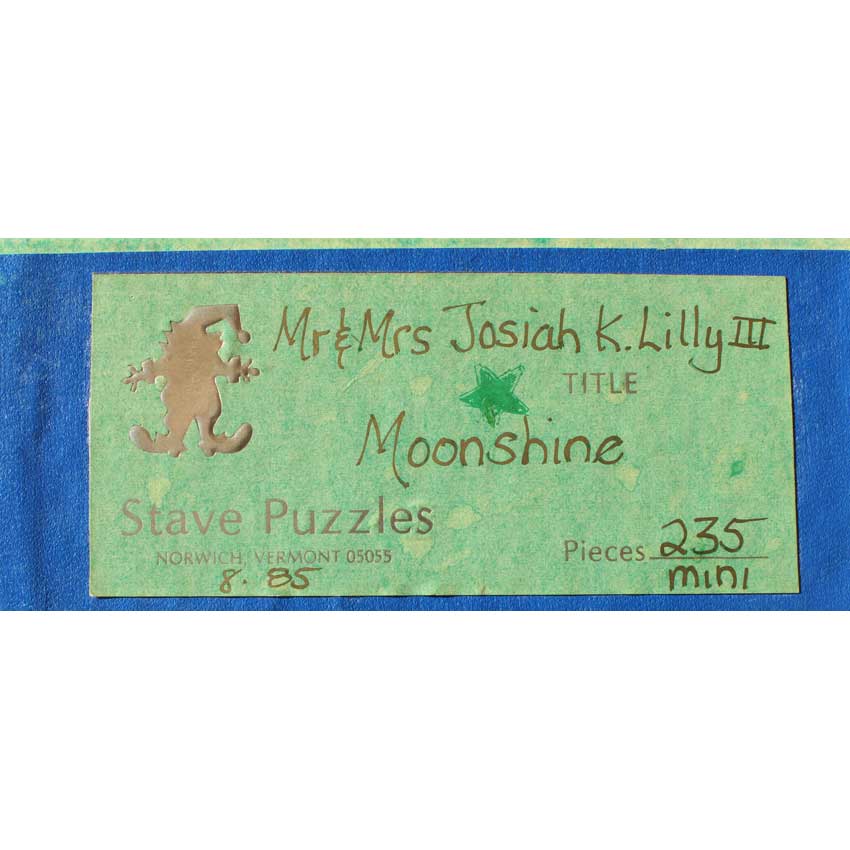 Mr & Mrs Josiah K. Lilly III
TITLE
Moonshine
Stave Puzzles
NORWICH, VERMONT 05055
8. 85
Pieces 235
mini